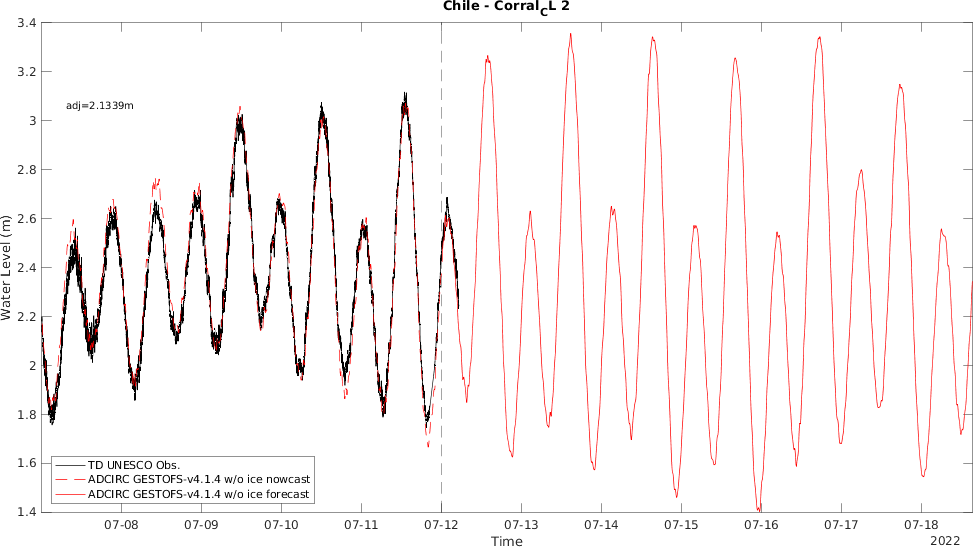 Chile - Corral_CL 2
3.4
3.2
3
2.8
2.6
2.4
2.2
2
1.8
1.6
1.4
Water Level (m)
adj=2.1339m
TD UNESCO Obs.
ADCIRC GESTOFS-v4.1.4 w/o ice nowcast
ADCIRC GESTOFS-v4.1.4 w/o ice forecast
07-08 07-09 07-10 07-11 07-12 07-13 07-14 07-15 07-16 07-17 07-18
Time
2022